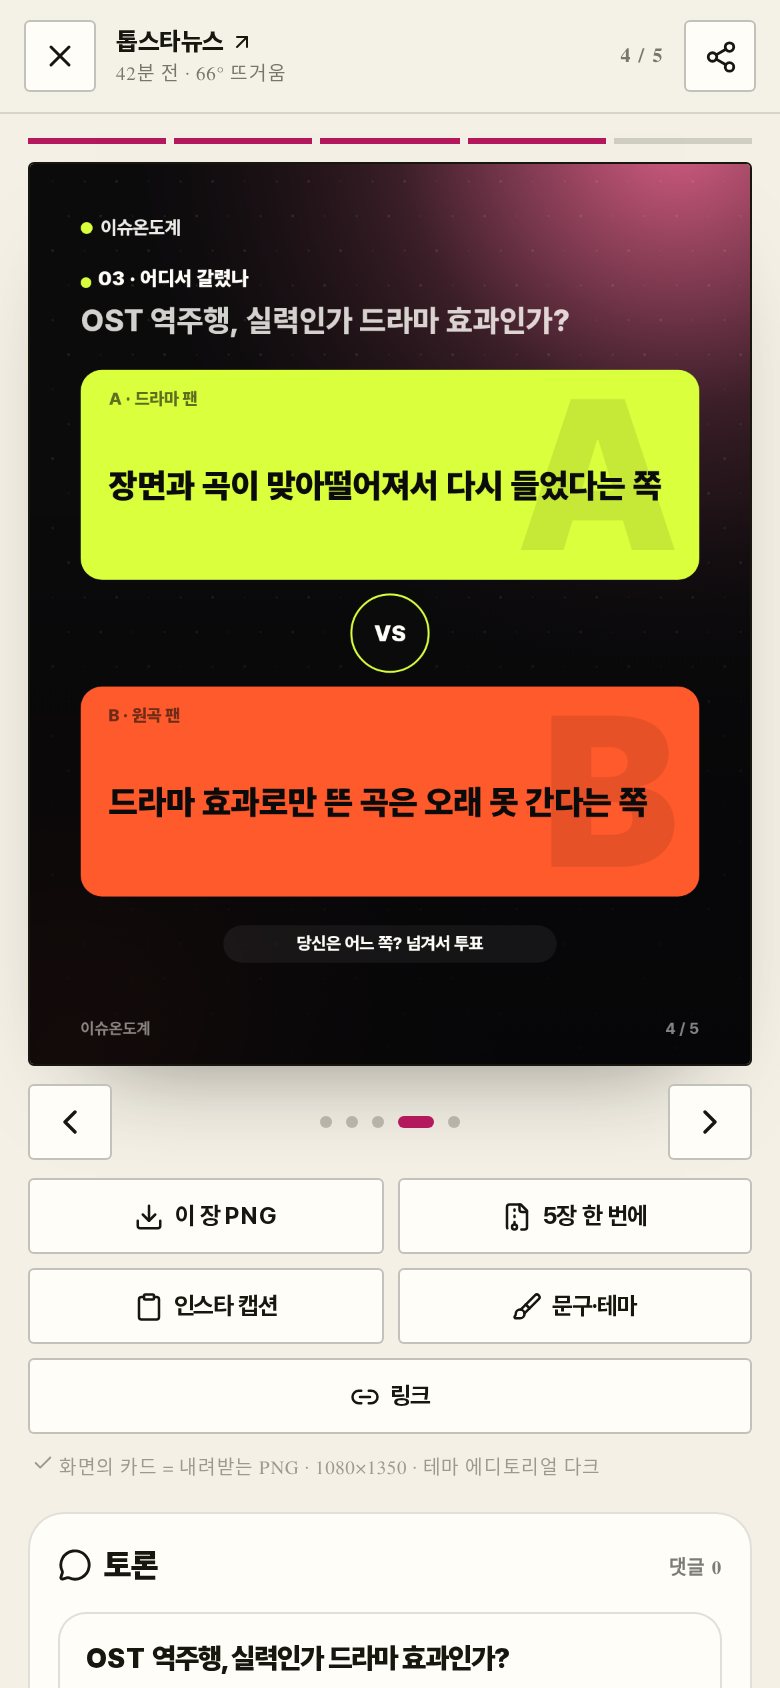 톱스타뉴스
42분 전 · 66° 뜨거움
4 / 5
이슈온도계
03 · 어디서 갈렸나
OST 역주행, 실력인가 드라마 효과인가?
A · 드라마 팬
A
장면과 곡이 맞아떨어져서 다시 들었다는 쪽
VS
B · 원곡 팬
B
드라마 효과로만 뜬 곡은 오래 못 간다는 쪽
당신은 어느 쪽? 넘겨서 투표
이슈온도계
4 / 5
이 장 PNG
5장 한 번에
인스타 캡션
문구·테마
링크
화면의 카드 = 내려받는 PNG · 1080×1350 · 테마 에디토리얼 다크
토론
댓글 0
OST 역주행, 실력인가 드라마 효과인가?